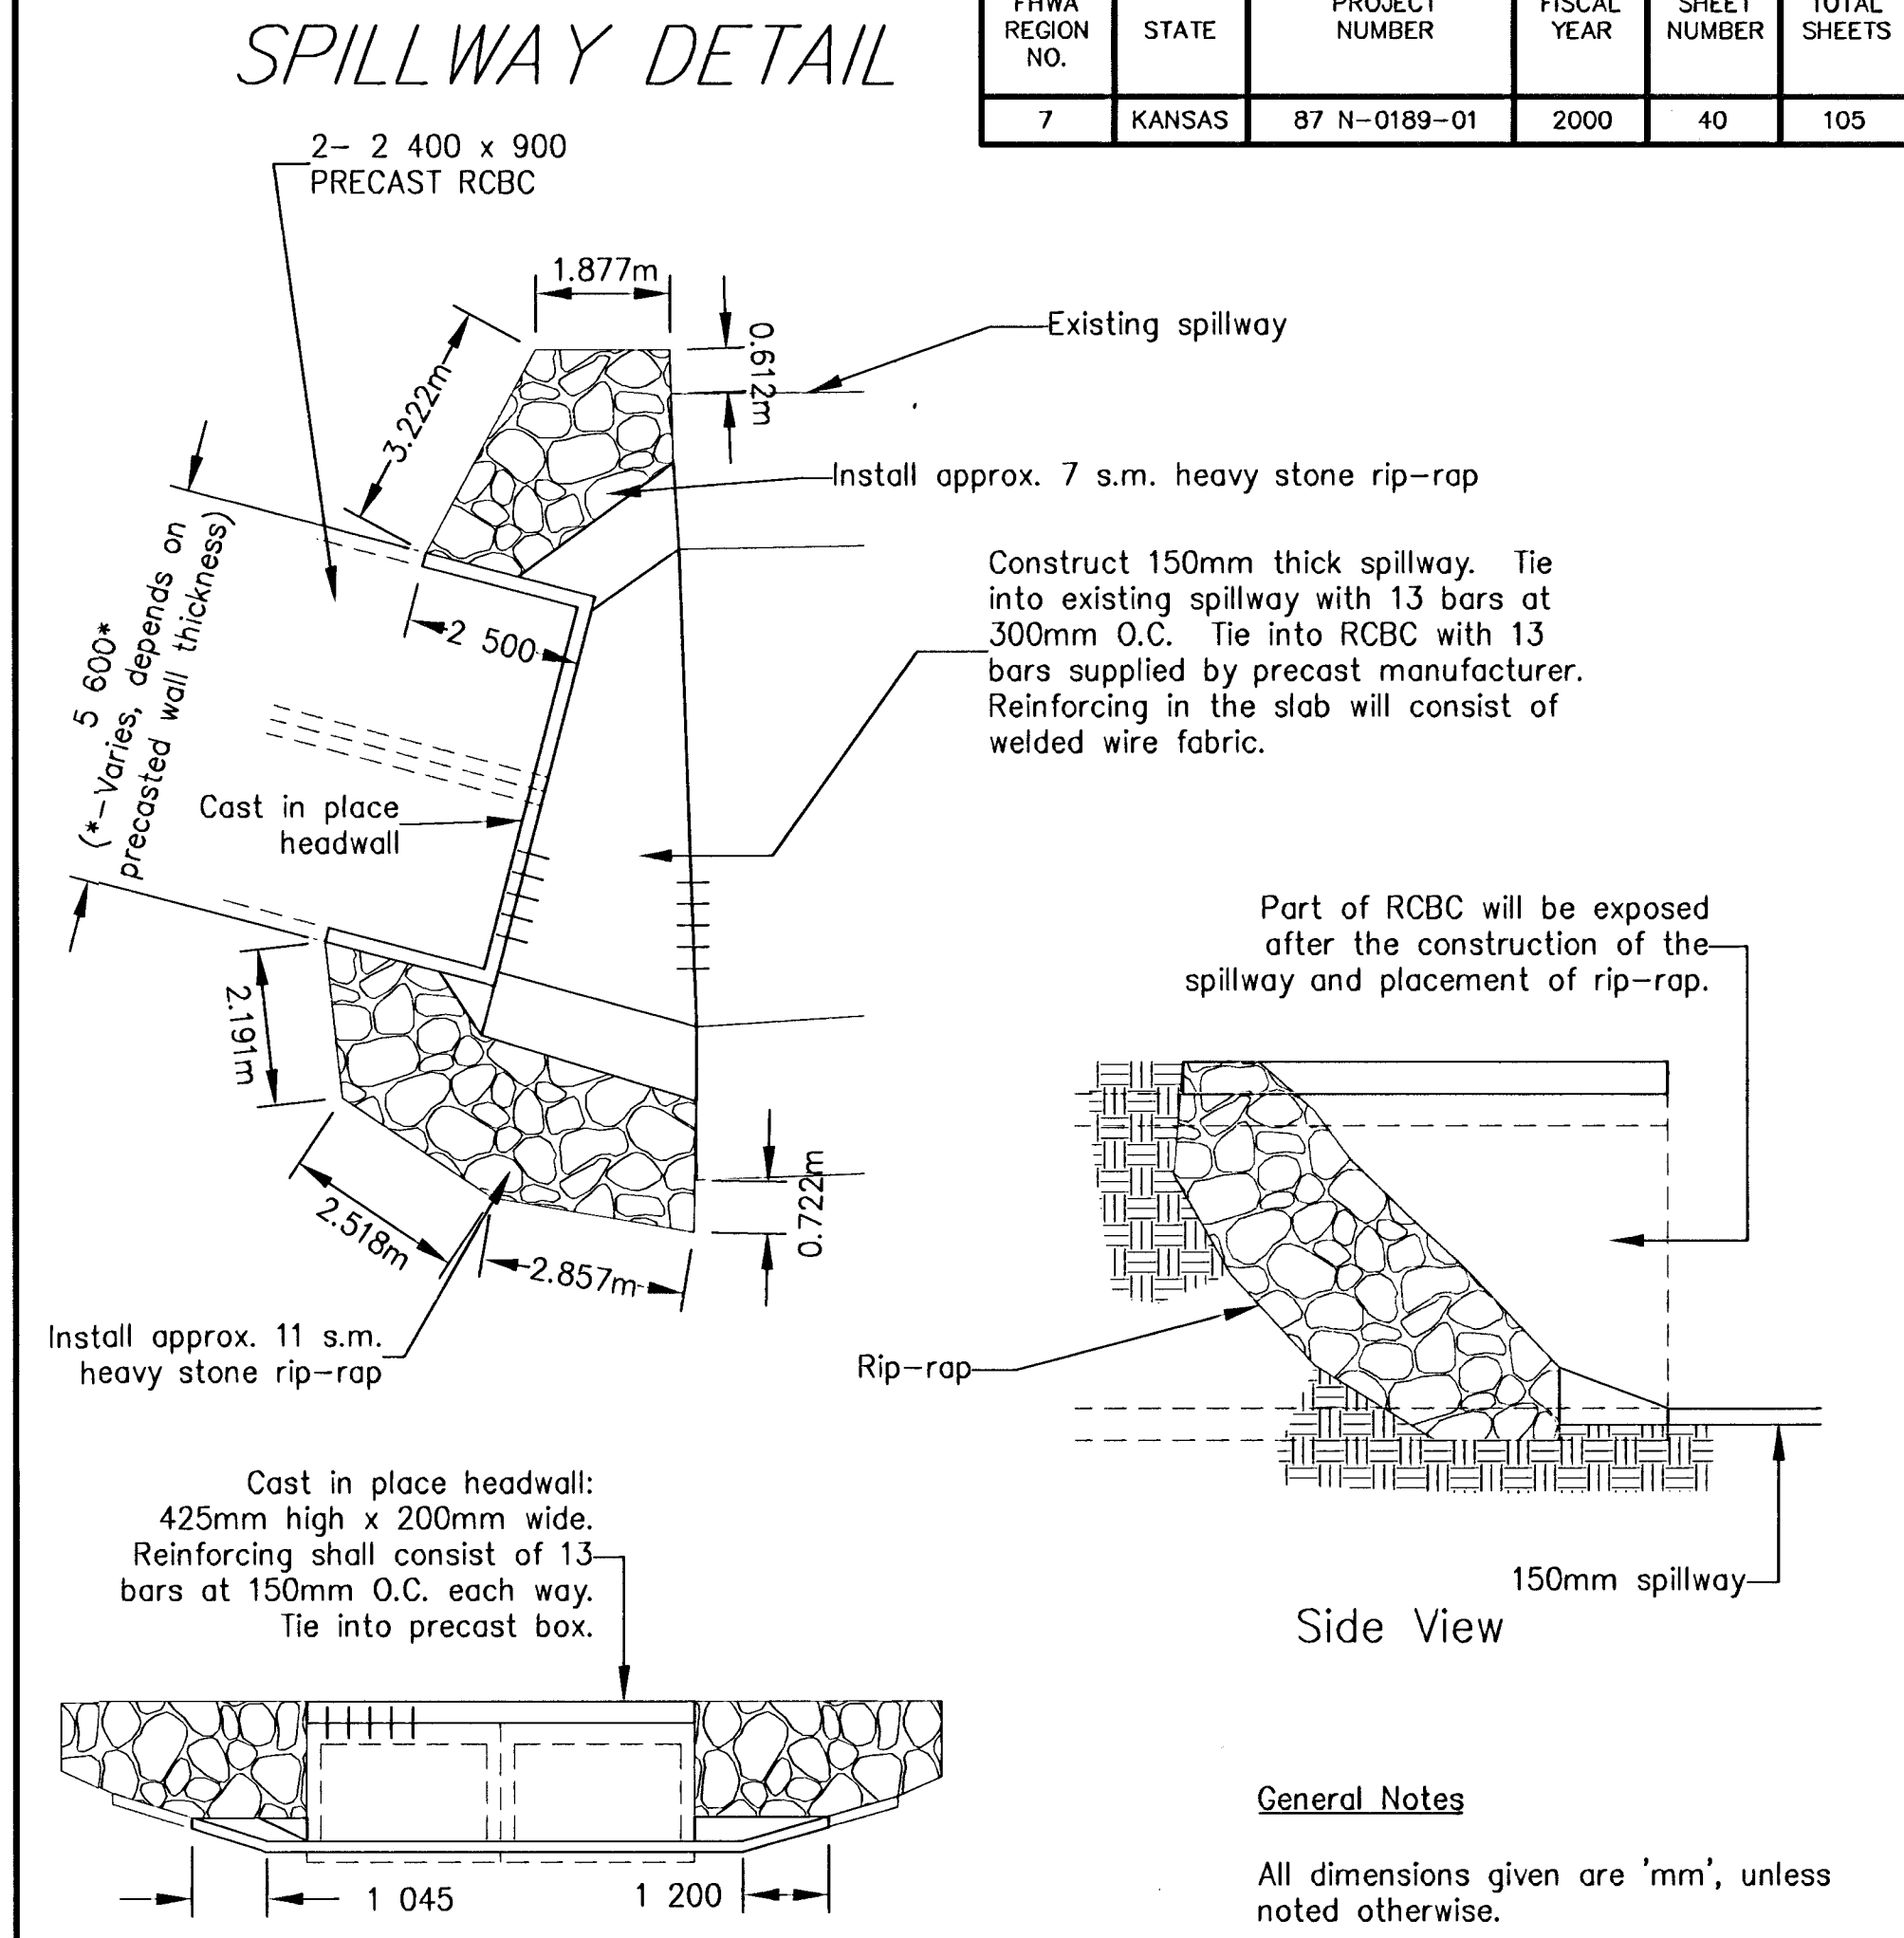 SPILLWAY DETAIL
FHWA REGION NO.
STATE
PROJECT NUMBER
FISCAL YEAR
SHEET NUMBER
TOTAL SHEETS
7
KANSAS
87 N-0189-01
2000
40
105
2- 2 400 x 900
PRECAST RCBC
1.877m
0.612m
Existing spillway
3.222m
Install approx. 7 s.m. heavy stone rip-rap
5 600*
(*-Varies, depends on
precasted wall thickness)
2 500
Construct 150mm thick spillway. Tie
into existing spillway with 13 bars at
300mm O.C. Tie into RCBC with 13
bars supplied by precast manufacturer.
Reinforcing in the slab will consist of
welded wire fabric.
Cast in place
headwall
Part of RCBC will be exposed
after the construction of the
spillway and placement of rip-rap.
2.191m
2.518m
2.857m
0.722m
Install approx. 11 s.m.
heavy stone rip-rap
Rip-rap
150mm spillway
Side View
Cast in place headwall:
425mm high x 200mm wide.
Reinforcing shall consist of 13
bars at 150mm O.C. each way.
Tie into precast box.
1 045
1 200
General Notes
All dimensions given are 'mm', unless
noted otherwise.